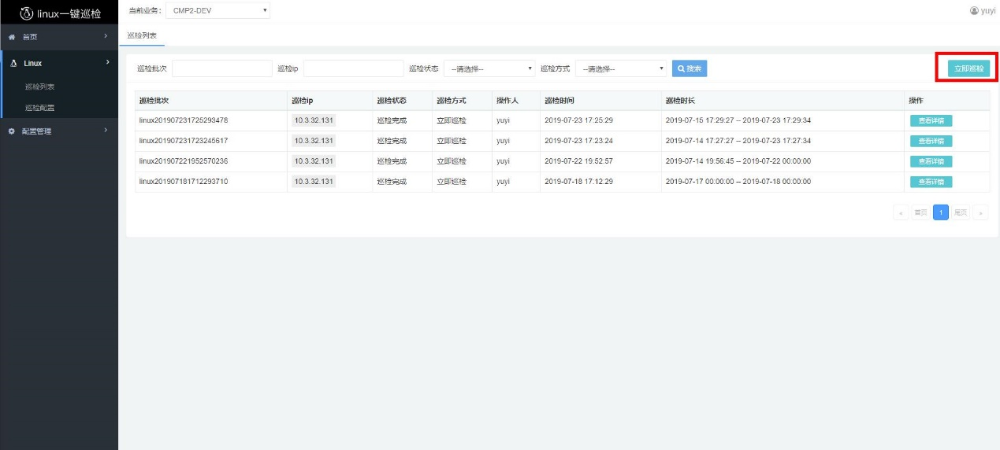 linux一键巡检
当前业务： CMP2-DEV
yuyi
首页
Linux
巡检列表
巡检配置
配置管理
巡检列表
巡检批次 巡检ip 巡检状态 --请选择-- 巡检方式 --请选择-- 搜索 立即巡检
巡检批次 巡检ip 巡检状态 巡检方式 操作人 巡检时间 巡检时长 操作
linux201907231725293478 10.3.32.131 巡检完成 立即巡检 yuyi 2019-07-23 17:25:29 2019-07-15 17:29:27 -- 2019-07-23 17:29:34 查看详情
linux201907231723245617 10.3.32.131 巡检完成 立即巡检 yuyi 2019-07-23 17:23:24 2019-07-14 17:27:27 -- 2019-07-23 17:27:34 查看详情
linux201907221952570236 10.3.32.131 巡检完成 立即巡检 yuyi 2019-07-22 19:52:57 2019-07-14 19:56:45 -- 2019-07-22 00:00:00 查看详情
linux201907181712293710 10.3.32.131 巡检完成 立即巡检 yuyi 2019-07-18 17:12:29 2019-07-17 00:00:00 -- 2019-07-18 00:00:00 查看详情
« 首页 1 尾页 »